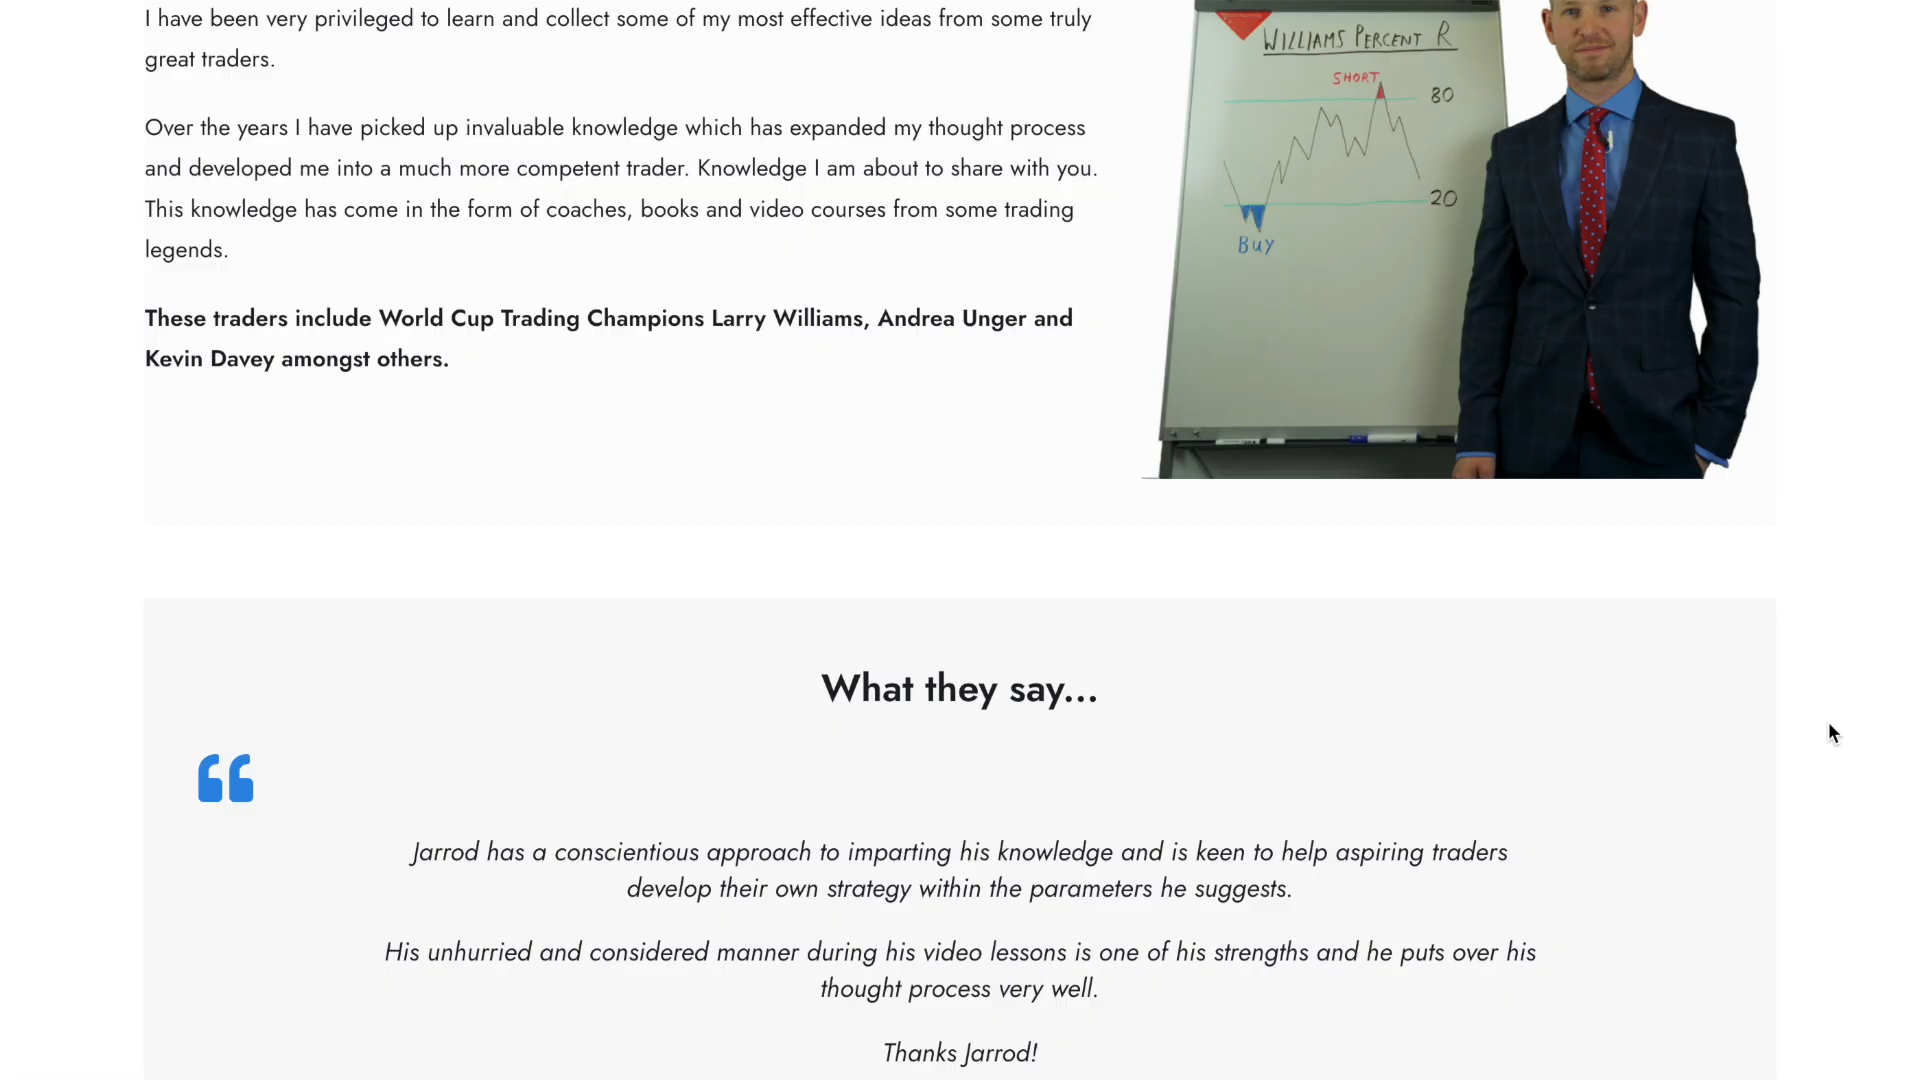 I have been very privileged to learn and collect some of my most effective ideas from some truly
great traders.
Over the years I have picked up invaluable knowledge which has expanded my thought process
and developed me into a much more competent trader. Knowledge I am about to share with you.
This knowledge has come in the form of coaches, books and video courses from some trading
legends.
These traders include World Cup Trading Champions Larry Williams, Andrea Unger and
Kevin Davey amongst others.
WILLIAMS PERCENT R
SHORT
80
20
BUY
What they say...
Jarrod has a conscientious approach to imparting his knowledge and is keen to help aspiring traders
develop their own strategy within the parameters he suggests.
His unhurried and considered manner during his video lessons is one of his strengths and he puts over his
thought process very well.
Thanks Jarrod!